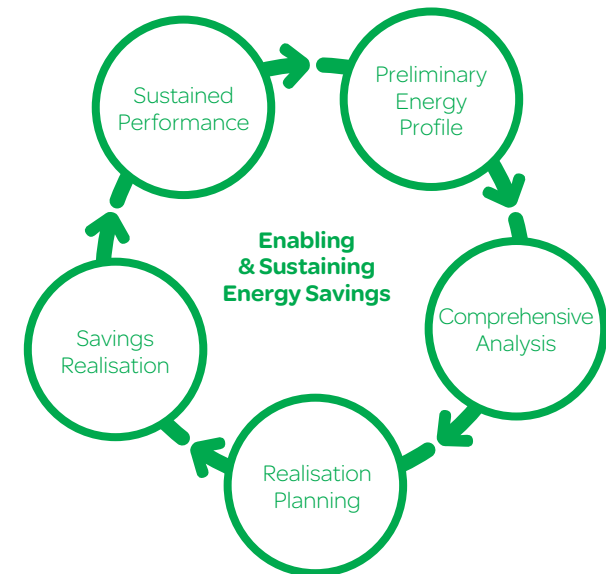 Preliminary
Energy
Profile
Sustained
Performance
Enabling
& Sustaining
Energy Savings
Comprehensive
Analysis
Savings
Realisation
Realisation
Planning